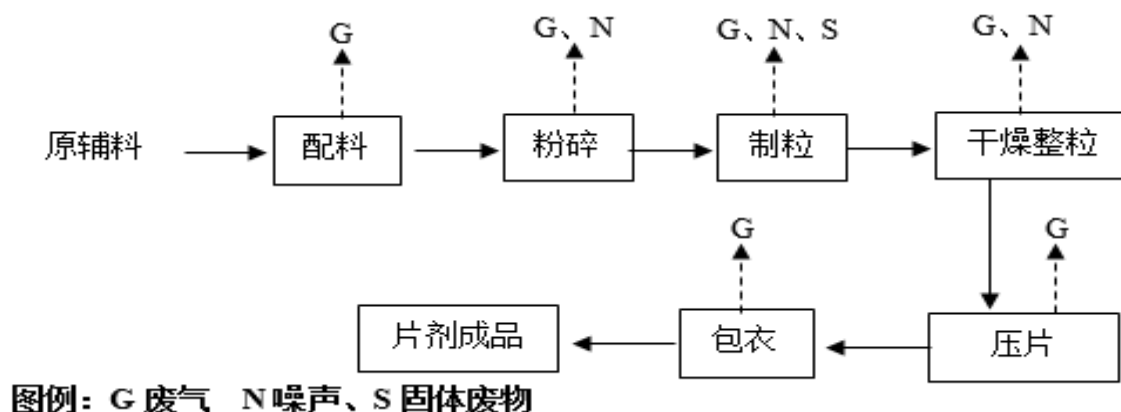 G
G、N
G、N、S
G、N
原辅料
配料
粉碎
制粒
干燥整粒
G
G
片剂成品
包衣
压片
图例：G 废气 N 噪声、S 固体废物